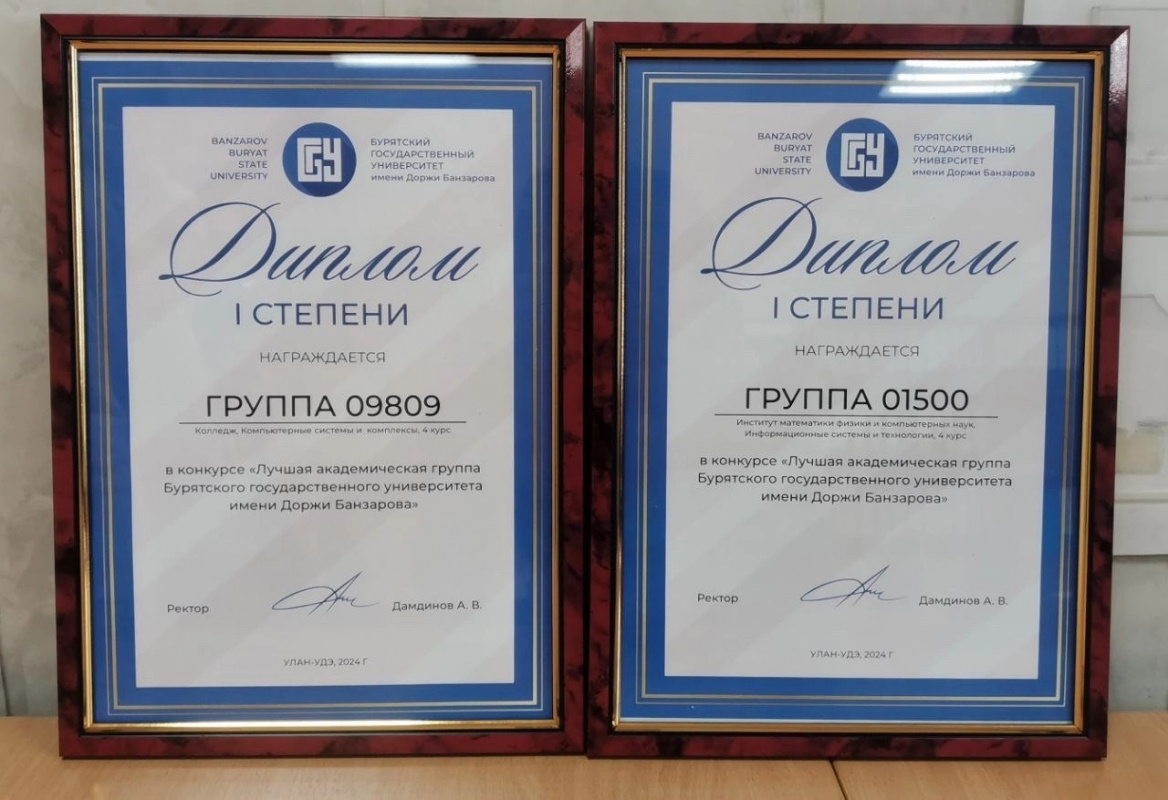 BANZAROV
BURYAT
STATE
UNIVERSITY
БГУ
БУРЯТСКИЙ
ГОСУДАРСТВЕННЫЙ
УНИВЕРСИТЕТ
имени Доржи Банзарова
Диплом
I СТЕПЕНИ
НАГРАЖДАЕТСЯ
ГРУППА 09809
Колледж, Компьютерные системы и комплексы, 4 курс
в конкурсе «Лучшая академическая группа
Бурятского государственного университета
имени Доржи Банзарова»
Ректор
Дамдинов А. В.
УЛАН-УДЭ, 2024 Г
BANZAROV
BURYAT
STATE
UNIVERSITY
БГУ
БУРЯТСКИЙ
ГОСУДАРСТВЕННЫЙ
УНИВЕРСИТЕТ
имени Доржи Банзарова
Диплом
I СТЕПЕНИ
НАГРАЖДАЕТСЯ
ГРУППА 01500
Институт математики физики и компьютерных наук,
Информационные системы и технологии, 4 курс
в конкурсе «Лучшая академическая группа
Бурятского государственного университета
имени Доржи Банзарова»
Ректор
Дамдинов А. В.
УЛАН-УДЭ, 2024 Г